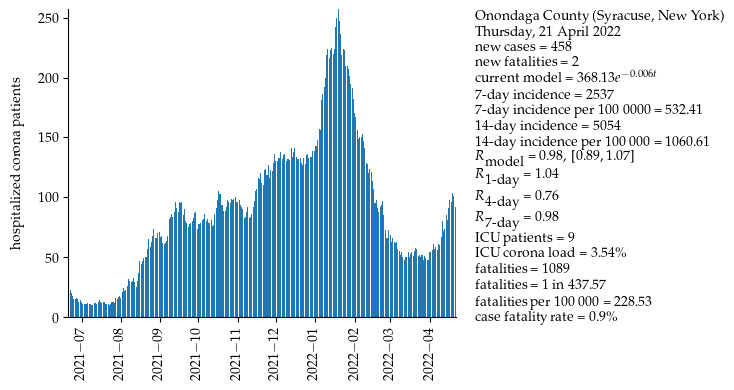 250
200
150
100
50
0
hospitalized corona patients
2021−07
2021−08
2021−09
2021−10
2021−11
2021−12
2022−01
2022−02
2022−03
2022−04
Onondaga County (Syracuse, New York)
Thursday, 21 April 2022
new cases = 458
new fatalities = 2
current model = 368.13e^−0.006t
7-day incidence = 2537
7-day incidence per 100 0000 = 532.41
14-day incidence = 5054
14-day incidence per 100 000 = 1060.61
R_model = 0.98, [0.89, 1.07]
R_1-day = 1.04
R_4-day = 0.76
R_7-day = 0.98
ICU patients = 9
ICU corona load = 3.54%
fatalities = 1089
fatalities = 1 in 437.57
fatalities per 100 000 = 228.53
case fatality rate = 0.9%